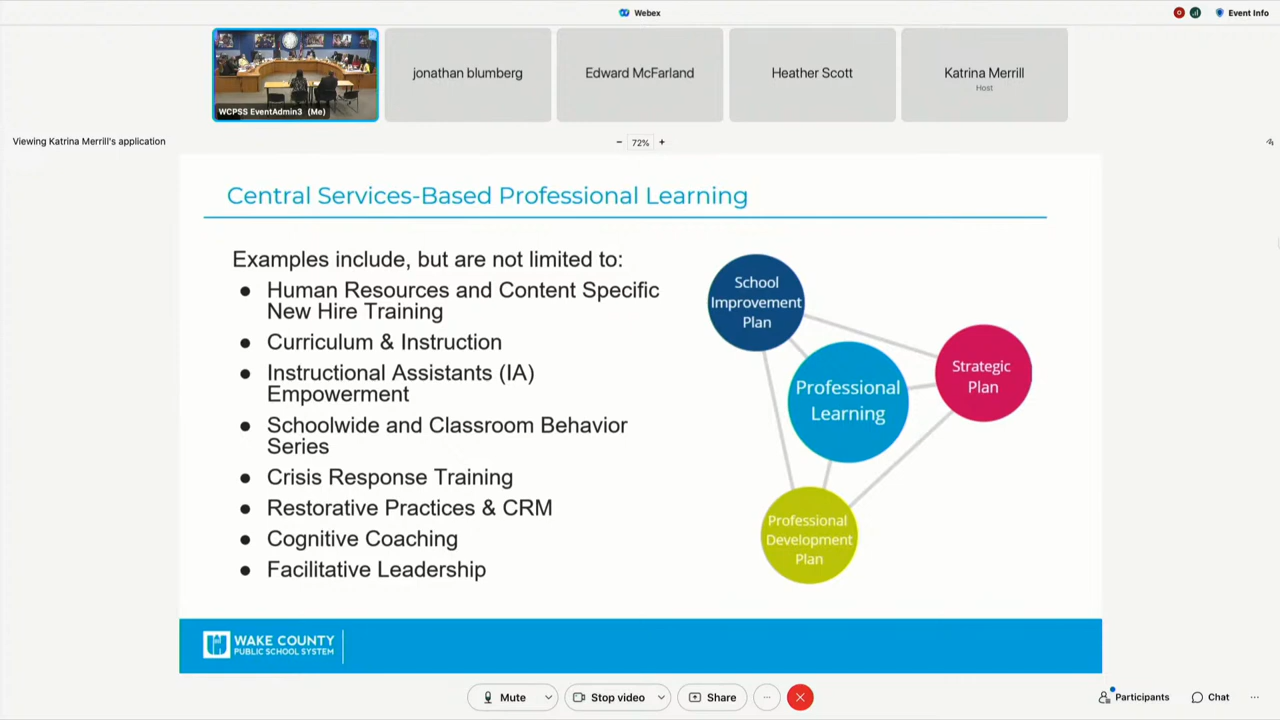 Webex
Event Info
WCPSS EventAdmin3 (Me)
jonathan blumberg
Edward McFarland
Heather Scott
Katrina Merrill
Host
Viewing Katrina Merrill's application
− 72% +
Central Services-Based Professional Learning
Examples include, but are not limited to:
● Human Resources and Content Specific
New Hire Training
● Curriculum & Instruction
● Instructional Assistants (IA)
Empowerment
● Schoolwide and Classroom Behavior
Series
● Crisis Response Training
● Restorative Practices & CRM
● Cognitive Coaching
● Facilitative Leadership
School
Improvement
Plan
Strategic
Plan
Professional
Learning
Professional
Development
Plan
WAKE COUNTY
PUBLIC SCHOOL SYSTEM
Mute
Stop video
Share
Participants
Chat